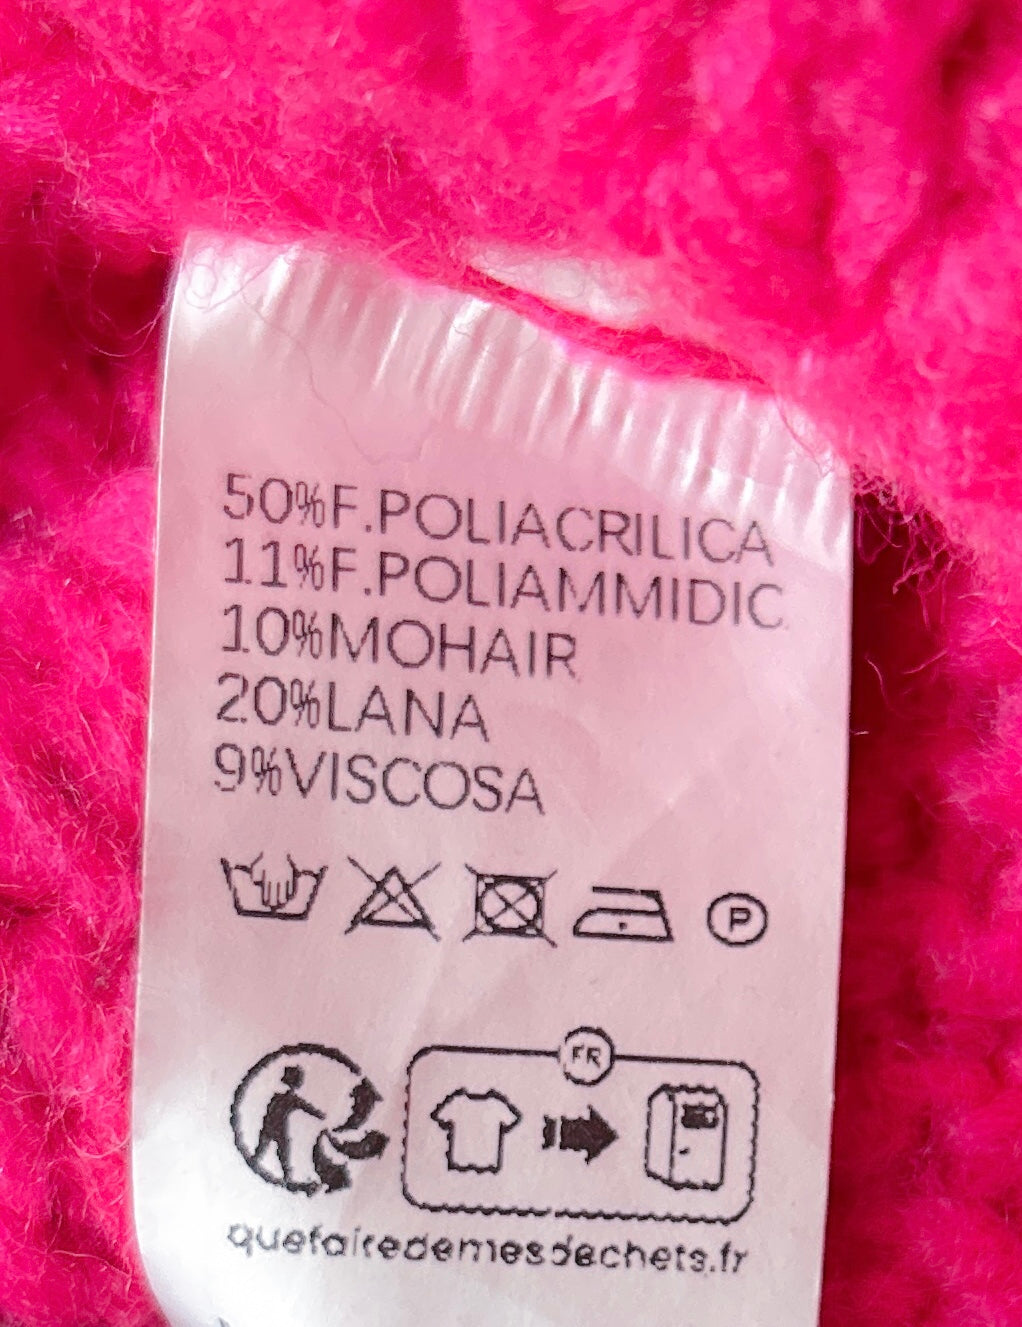 50%F.POLIACRILICA
11%F.POLIAMMIDIC
10%MOHAIR
20%LANA
9%VISCOSA
P
FR
quefairedemesdechets.fr